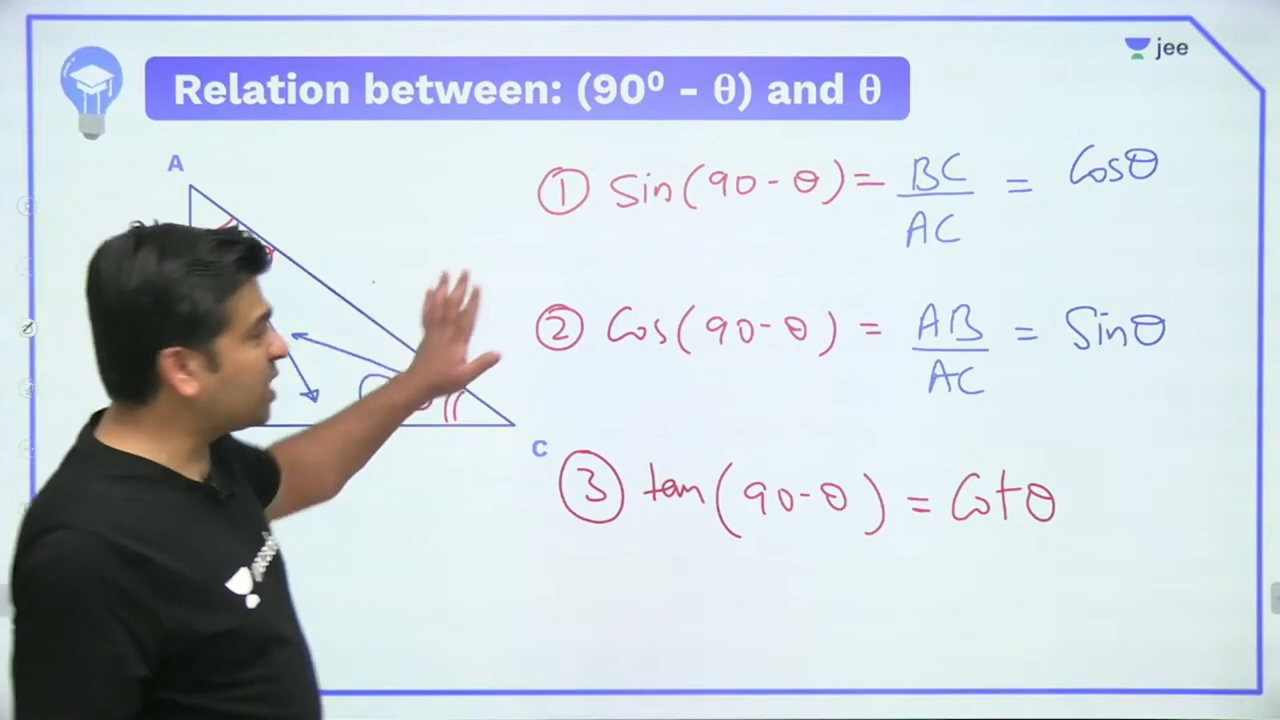 jee
Relation between: (90⁰ - θ) and θ
A
① Sin(90-θ) = BC/AC = Cosθ
② Cos(90-θ) = AB/AC = Sinθ
C
③ tan(90-θ) = Cotθ